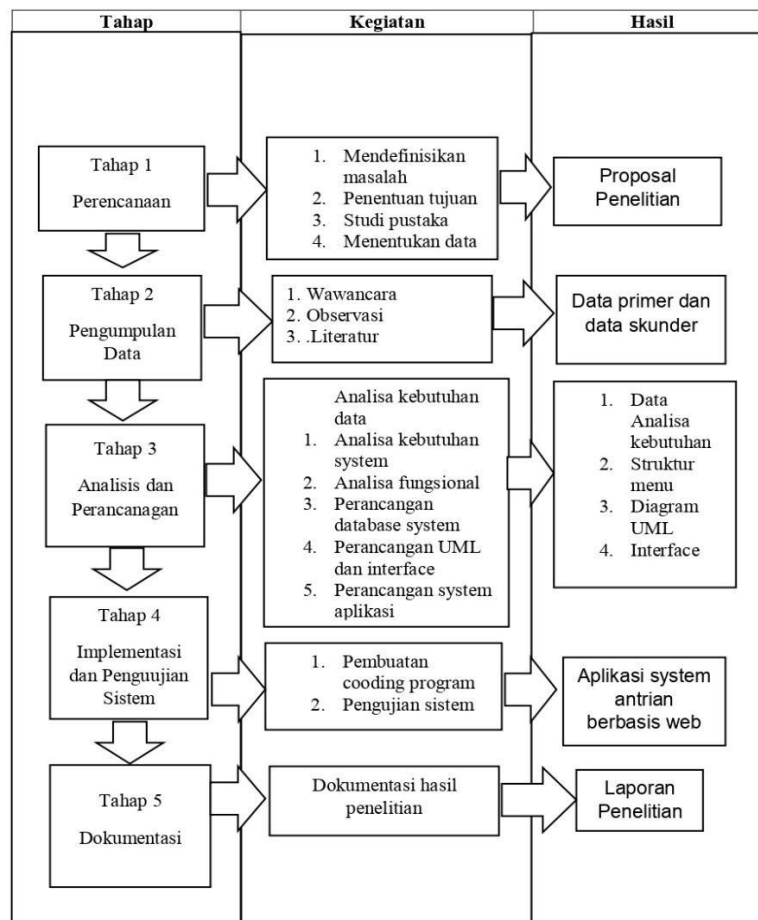 Tahap
Kegiatan
Hasil
Tahap 1
Perencanaan
1. Mendefinisikan
masalah
2. Penentuan tujuan
3. Studi pustaka
4. Menentukan data
Proposal
Penelitian
Tahap 2
Pengumpulan
Data
1. Wawancara
2. Observasi
3. .Literatur
Data primer dan
data skunder
Tahap 3
Analisis dan
Perancanagan
Analisa kebutuhan
data
1. Analisa kebutuhan
system
2. Analisa fungsional
3. Perancangan
database system
4. Perancangan UML
dan interface
5. Perancangan system
aplikasi
1. Data
Analisa
kebutuhan
2. Struktur
menu
3. Diagram
UML
4. Interface
Tahap 4
Implementasi
dan Penguujian
Sistem
1. Pembuatan
cooding program
2. Pengujian sistem
Aplikasi system
antrian
berbasis web
Tahap 5
Dokumentasi
Dokumentasi hasil
penelitian
Laporan
Penelitian